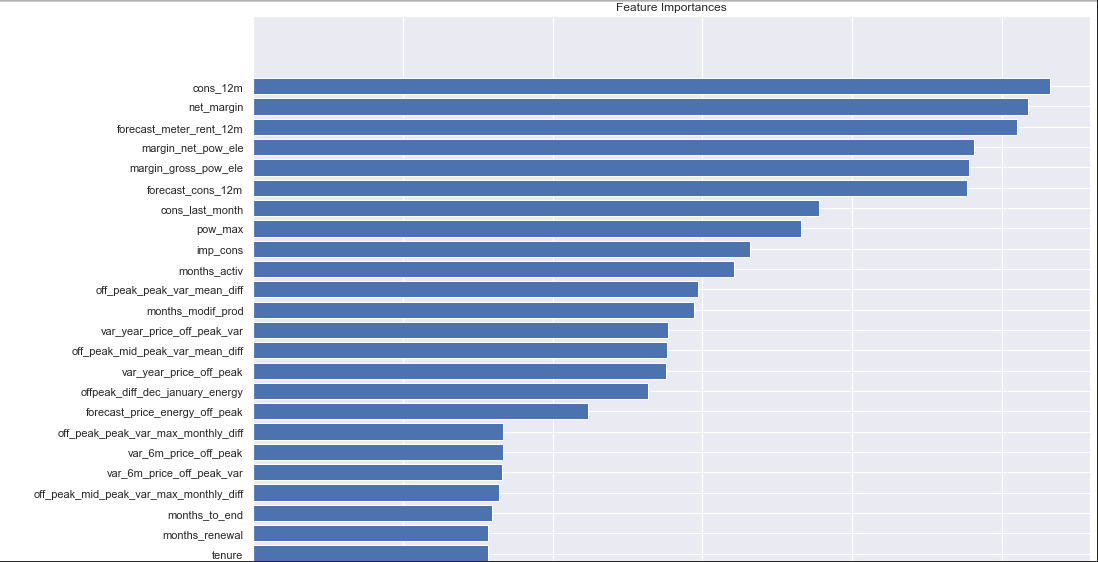 Feature Importances
cons_12m
net_margin
forecast_meter_rent_12m
margin_net_pow_ele
margin_gross_pow_ele
forecast_cons_12m
cons_last_month
pow_max
imp_cons
months_activ
off_peak_peak_var_mean_diff
months_modif_prod
var_year_price_off_peak_var
off_peak_mid_peak_var_mean_diff
var_year_price_off_peak
offpeak_diff_dec_january_energy
forecast_price_energy_off_peak
off_peak_peak_var_max_monthly_diff
var_6m_price_off_peak
var_6m_price_off_peak_var
off_peak_mid_peak_var_max_monthly_diff
months_to_end
months_renewal
tenure